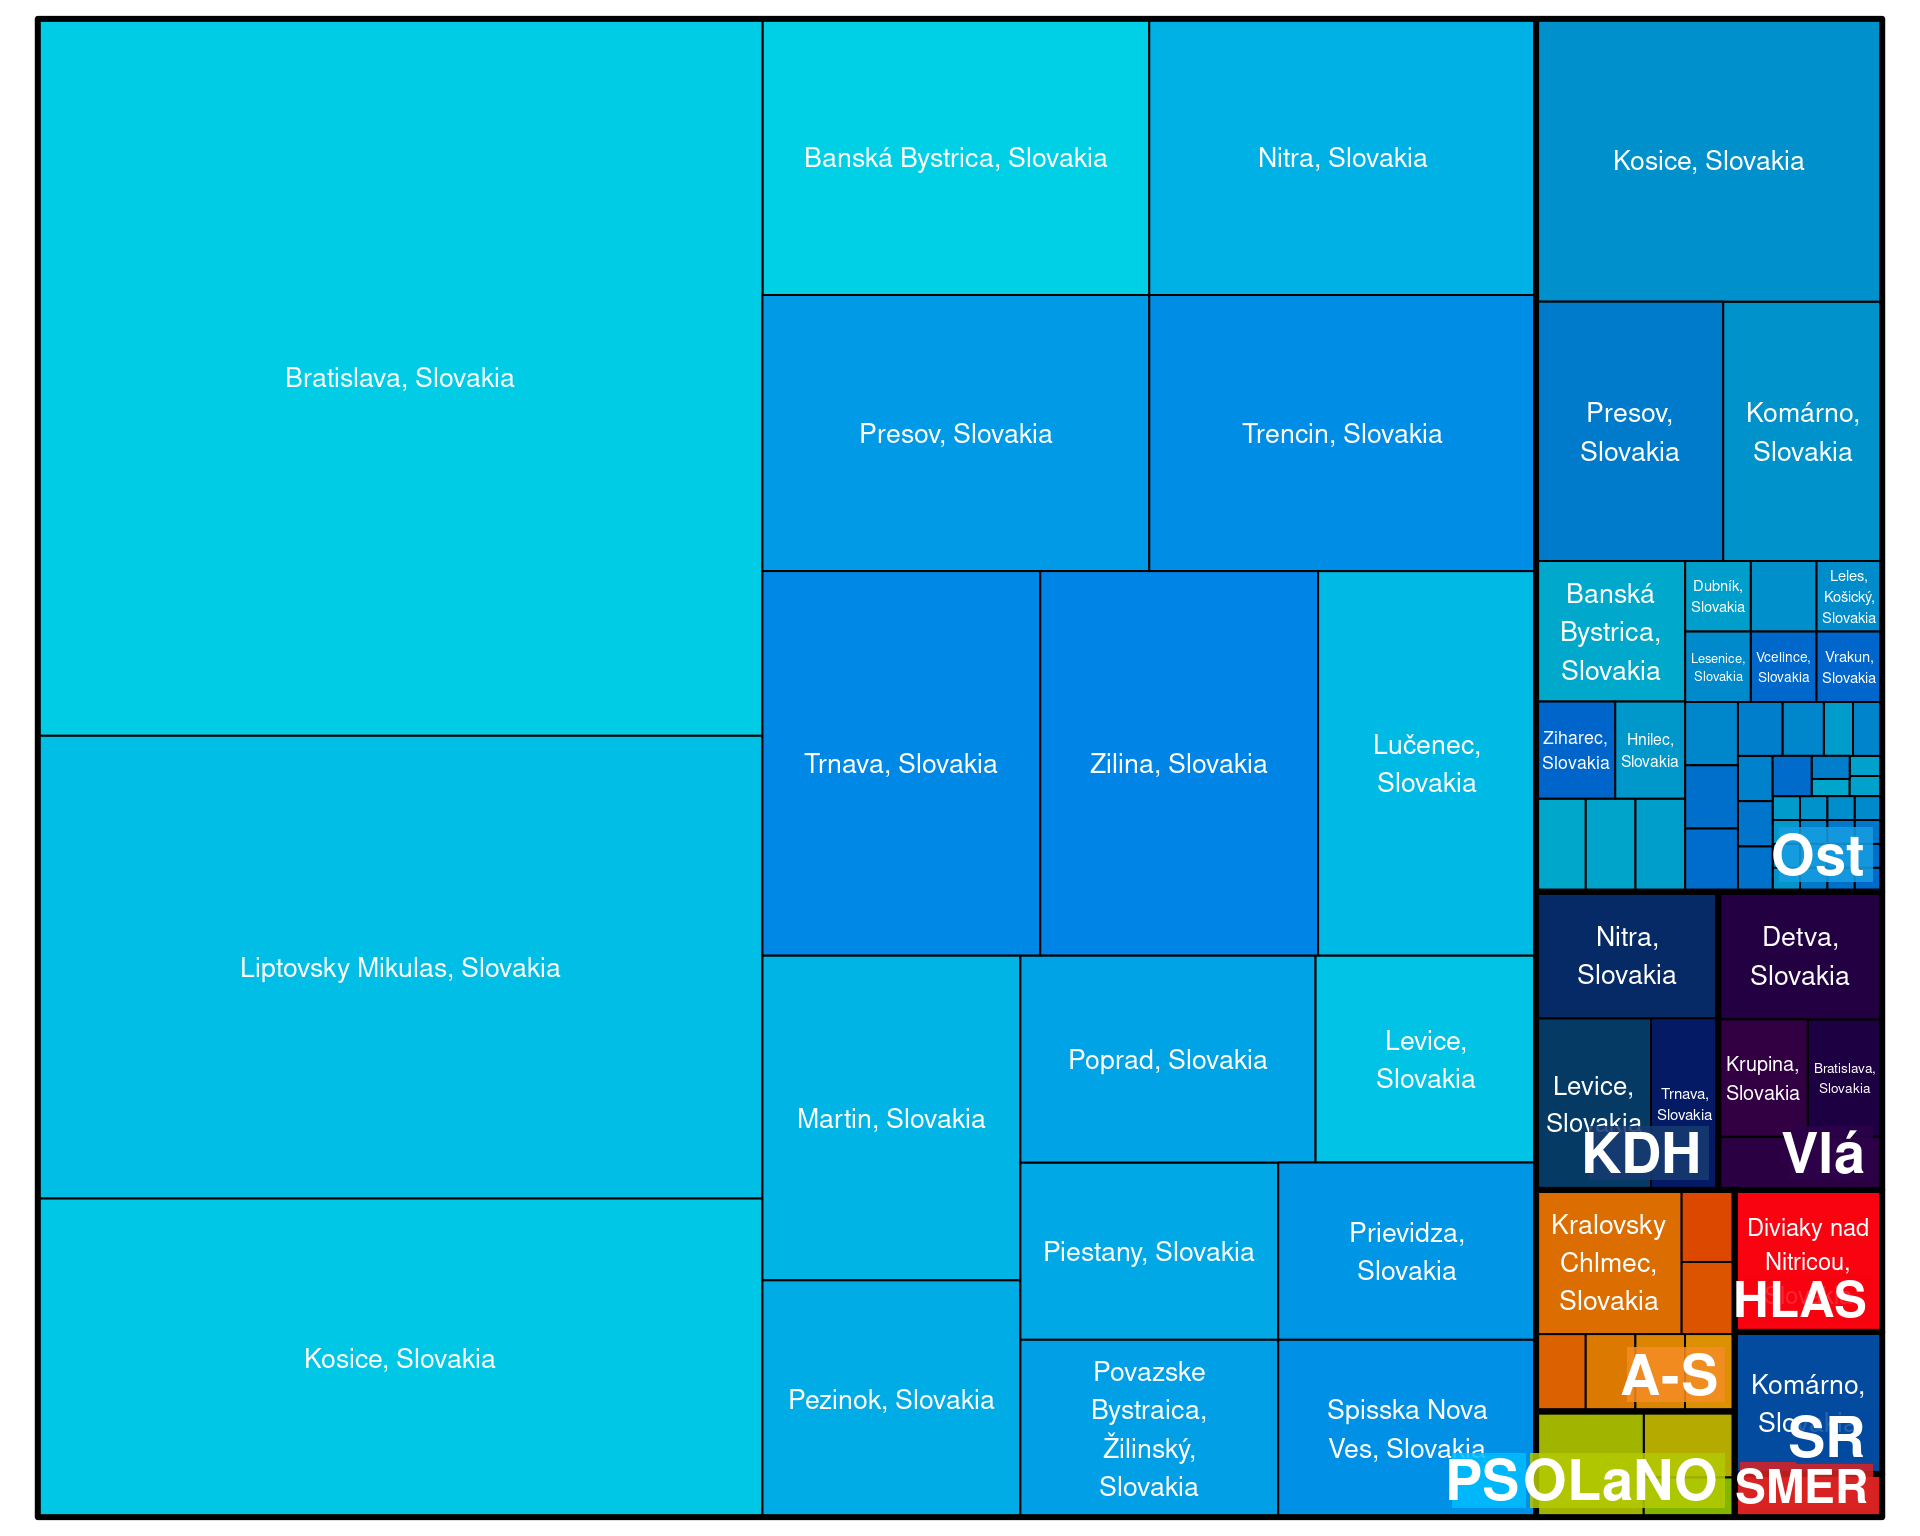 Bratislava, Slovakia
Liptovsky Mikulas, Slovakia
Kosice, Slovakia
Banská Bystrica, Slovakia
Nitra, Slovakia
Presov, Slovakia
Trencin, Slovakia
Trnava, Slovakia
Zilina, Slovakia
Lučenec,
Slovakia
Martin, Slovakia
Pezinok, Slovakia
Poprad, Slovakia
Levice,
Slovakia
Piestany, Slovakia
Prievidza,
Slovakia
Povazske
Bystraica,
Žilinský,
Slovakia
Spisska Nova
Ves, Slovakia
PS
Kosice, Slovakia
Presov,
Slovakia
Komárno,
Slovakia
Banská
Bystrica,
Slovakia
Dubník,
Slovakia
Leles,
Košický,
Slovakia
Lesenice,
Slovakia
Vcelince,
Slovakia
Vrakun,
Slovakia
Ziharec,
Slovakia
Hnilec,
Slovakia
Ost
Nitra,
Slovakia
Levice,
Slovakia
Trnava,
Slovakia
KDH
Detva,
Slovakia
Krupina,
Slovakia
Bratislava,
Slovakia
Vlá
Kralovsky
Chlmec,
Slovakia
A-S
Diviaky nad
Nitricou,
Slovakia
HLAS
Komárno,
Slovakia
SR
OLaNO
SMER